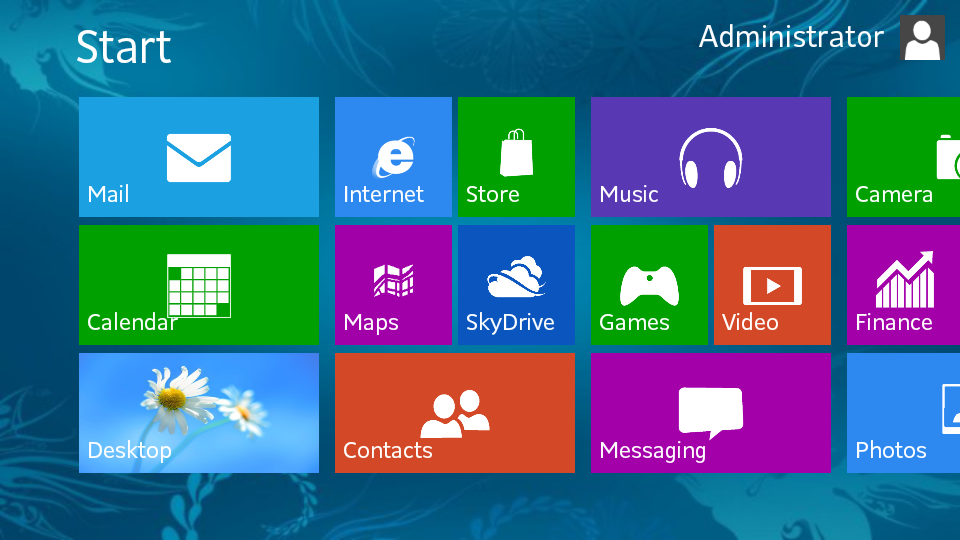 Start
Administrator
Mail
Internet
Store
Music
Camera
Calendar
Maps
SkyDrive
Games
Video
Finance
Desktop
Contacts
Messaging
Photos